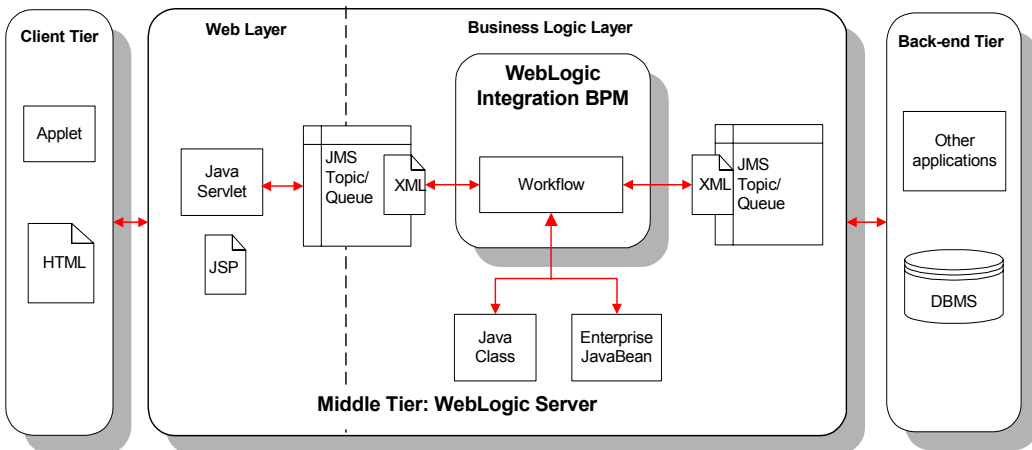 Client Tier
Applet
HTML
Web Layer
Business Logic Layer
WebLogic
Integration BPM
Java
Servlet
JSP
JMS
Topic/
Queue
XML
Workflow
XML
JMS
Topic/
Queue
Java
Class
Enterprise
JavaBean
Middle Tier: WebLogic Server
Back-end Tier
Other
applications
DBMS